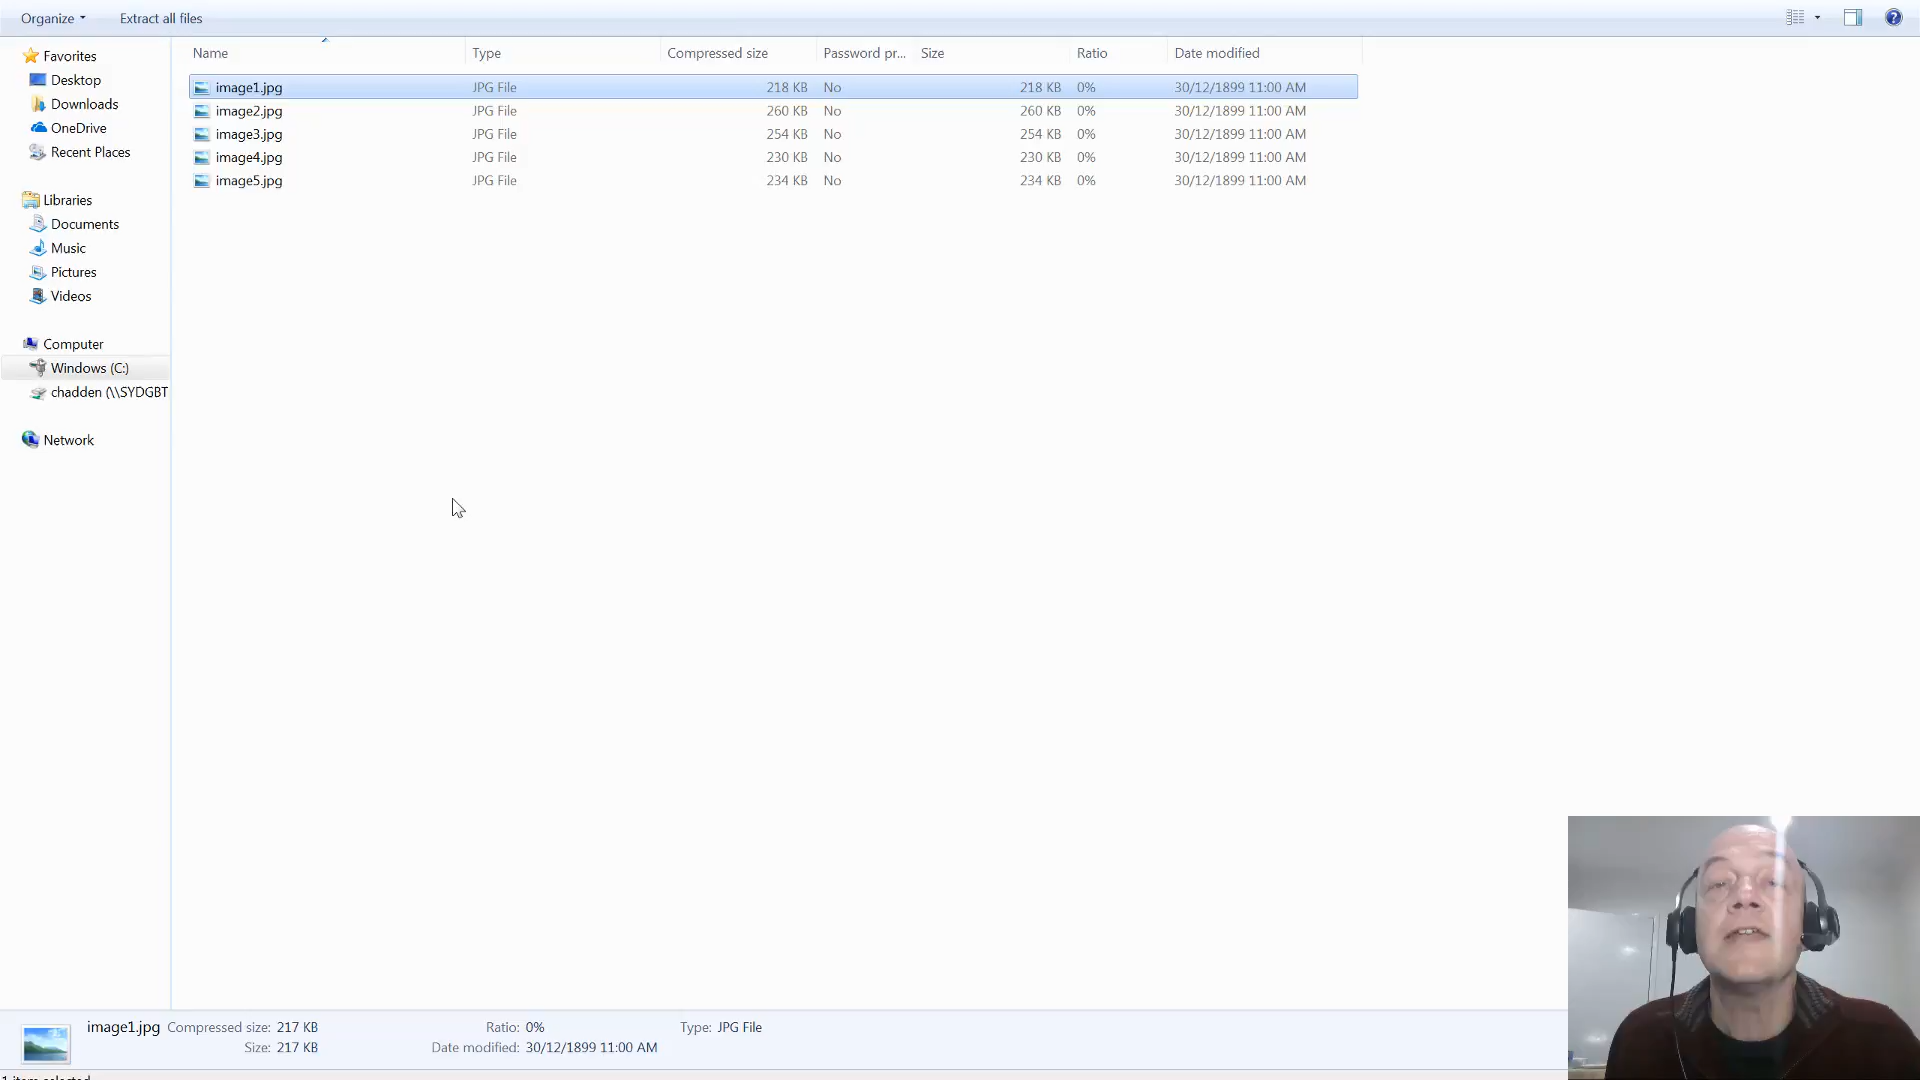 Organize Extract all files
Name Type Compressed size Password pr... Size Ratio Date modified
Favorites
Desktop
Downloads
OneDrive
Recent Places
Libraries
Documents
Music
Pictures
Videos
Computer
Windows (C:)
chadden (\\SYDGBT
Network
image1.jpg JPG File 218 KB No 218 KB 0% 30/12/1899 11:00 AM
image2.jpg JPG File 260 KB No 260 KB 0% 30/12/1899 11:00 AM
image3.jpg JPG File 254 KB No 254 KB 0% 30/12/1899 11:00 AM
image4.jpg JPG File 230 KB No 230 KB 0% 30/12/1899 11:00 AM
image5.jpg JPG File 234 KB No 234 KB 0% 30/12/1899 11:00 AM
image1.jpg Compressed size: 217 KB Ratio: 0% Type: JPG File
Size: 217 KB Date modified: 30/12/1899 11:00 AM
1 item selected